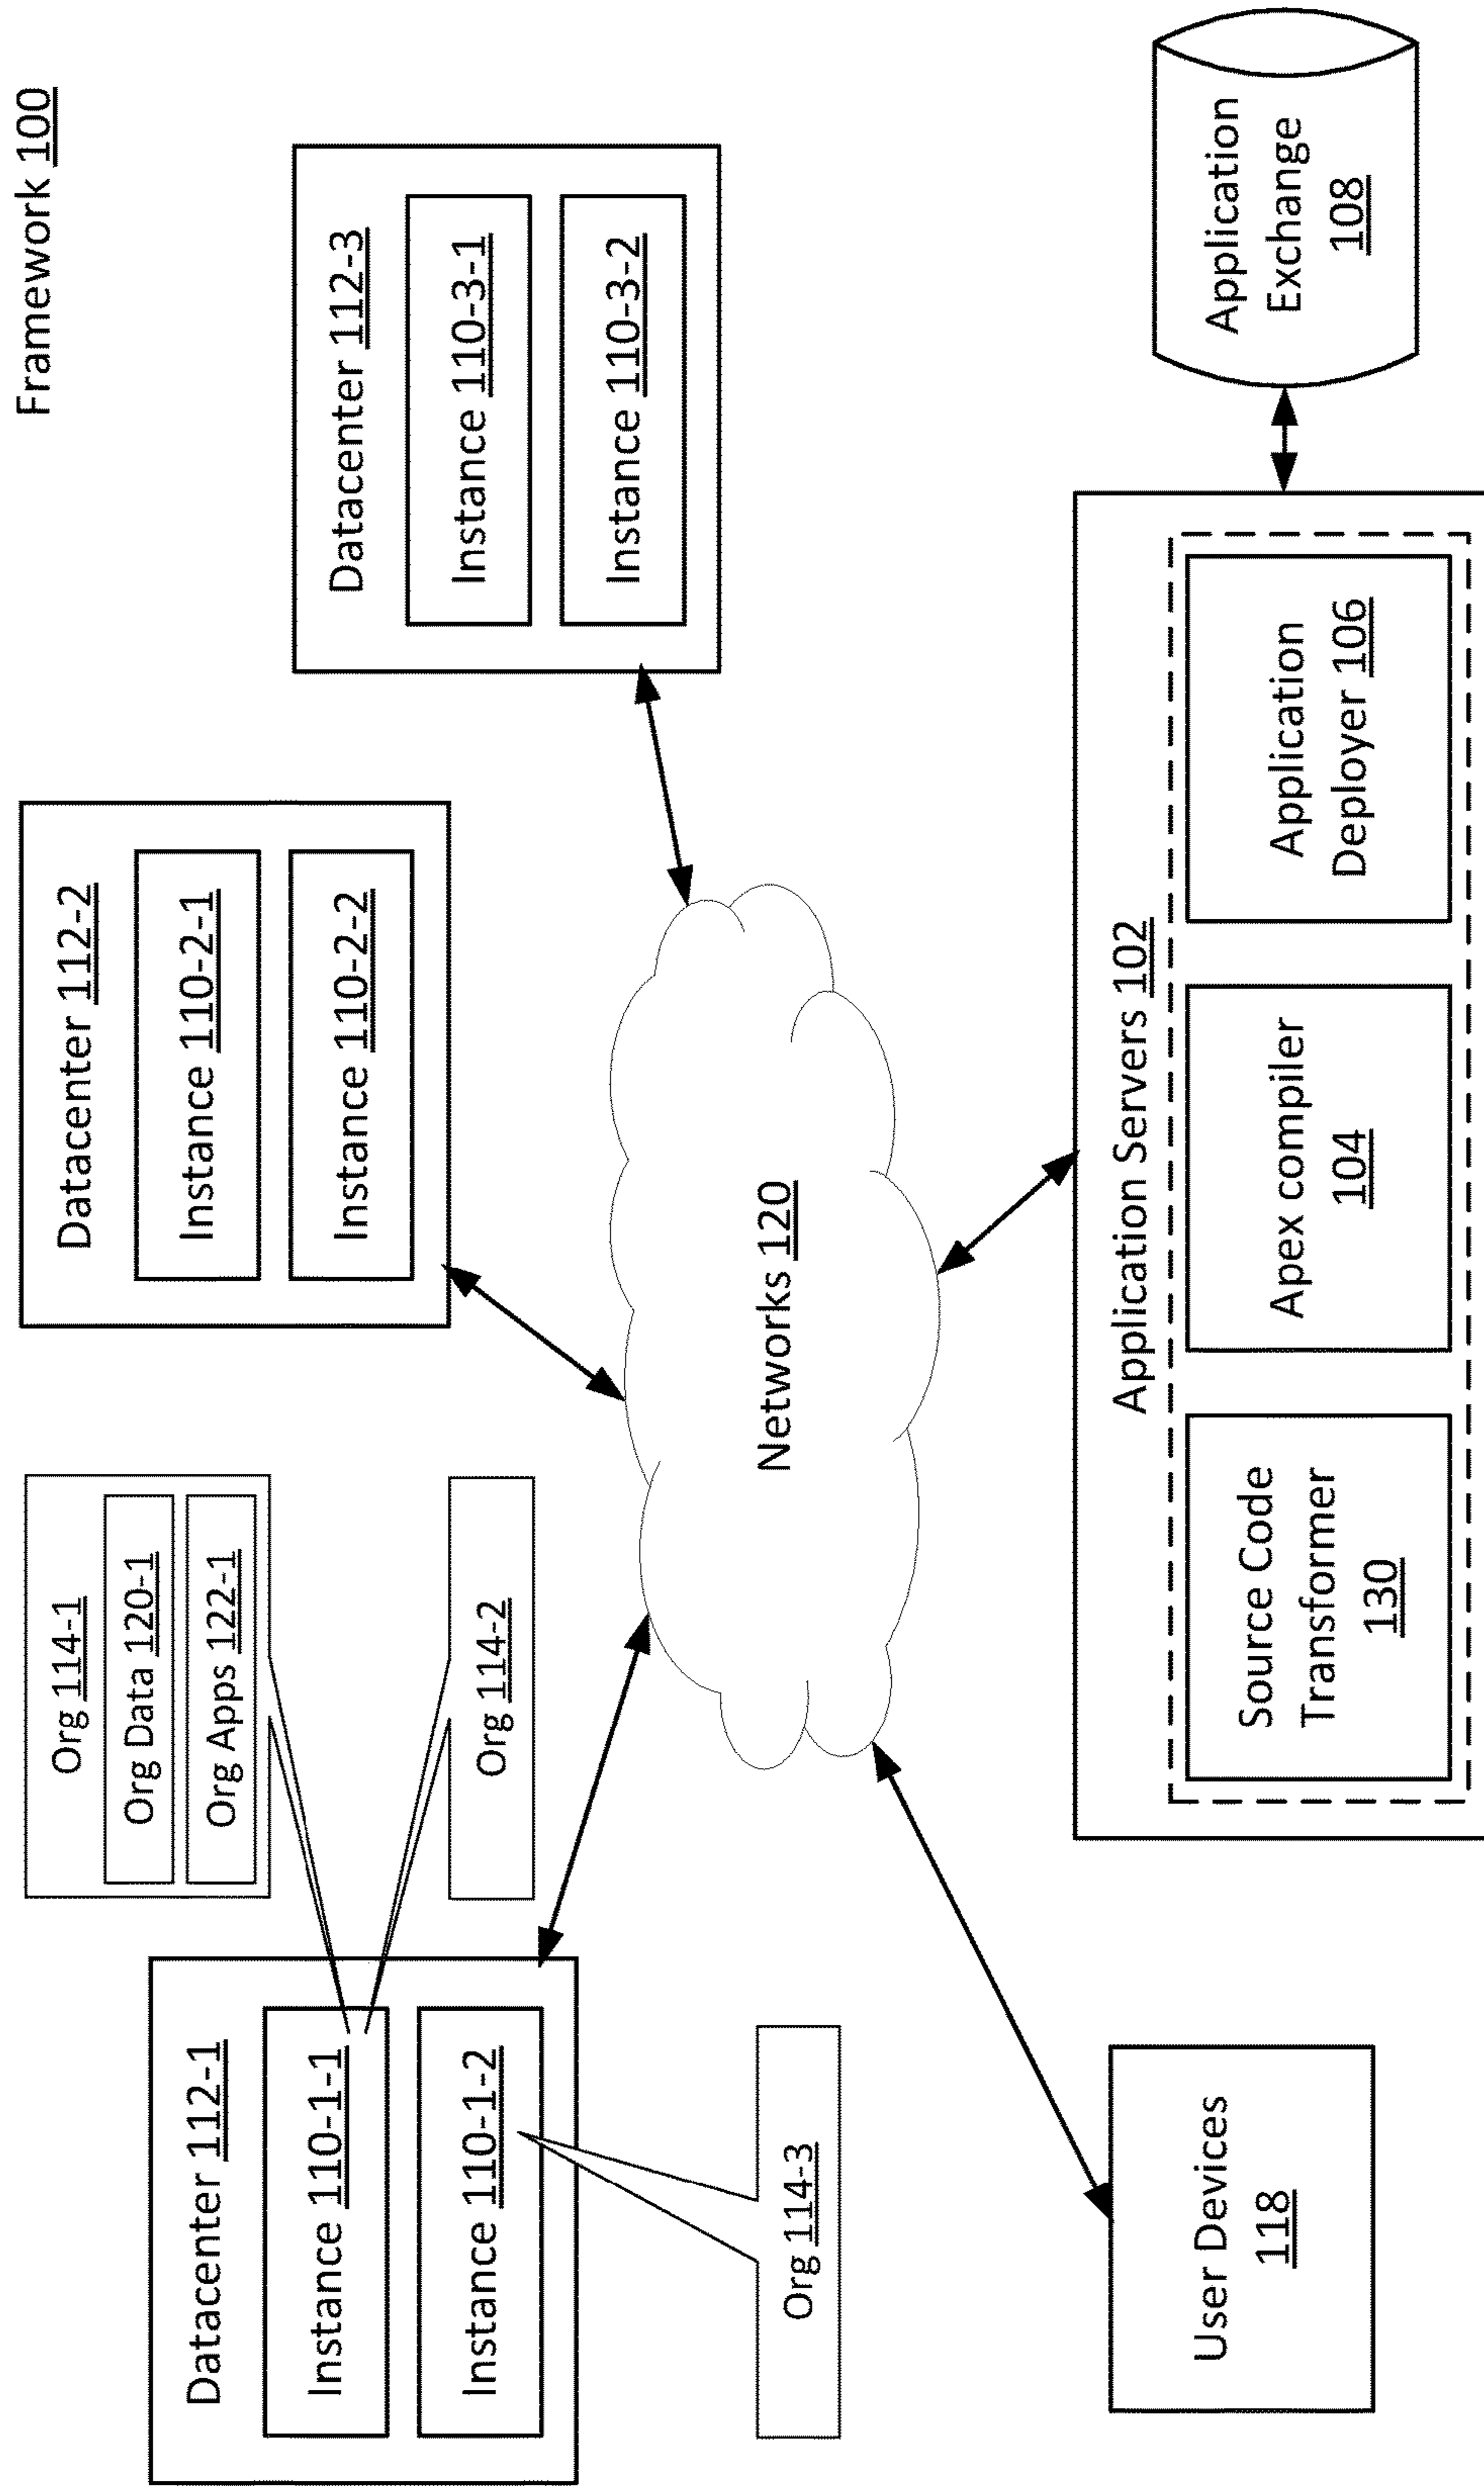 Framework 100
Datacenter 112-1
Instance 110-1-1
Instance 110-1-2
Org 114-1
Org Data 120-1
Org Apps 122-1
Org 114-2
Org 114-3
Datacenter 112-2
Instance 110-2-1
Instance 110-2-2
Datacenter 112-3
Instance 110-3-1
Instance 110-3-2
Networks 120
User Devices
118
Application Servers 102
Source Code
Transformer
130
Apex compiler
104
Application
Deployer 106
Application
Exchange
108